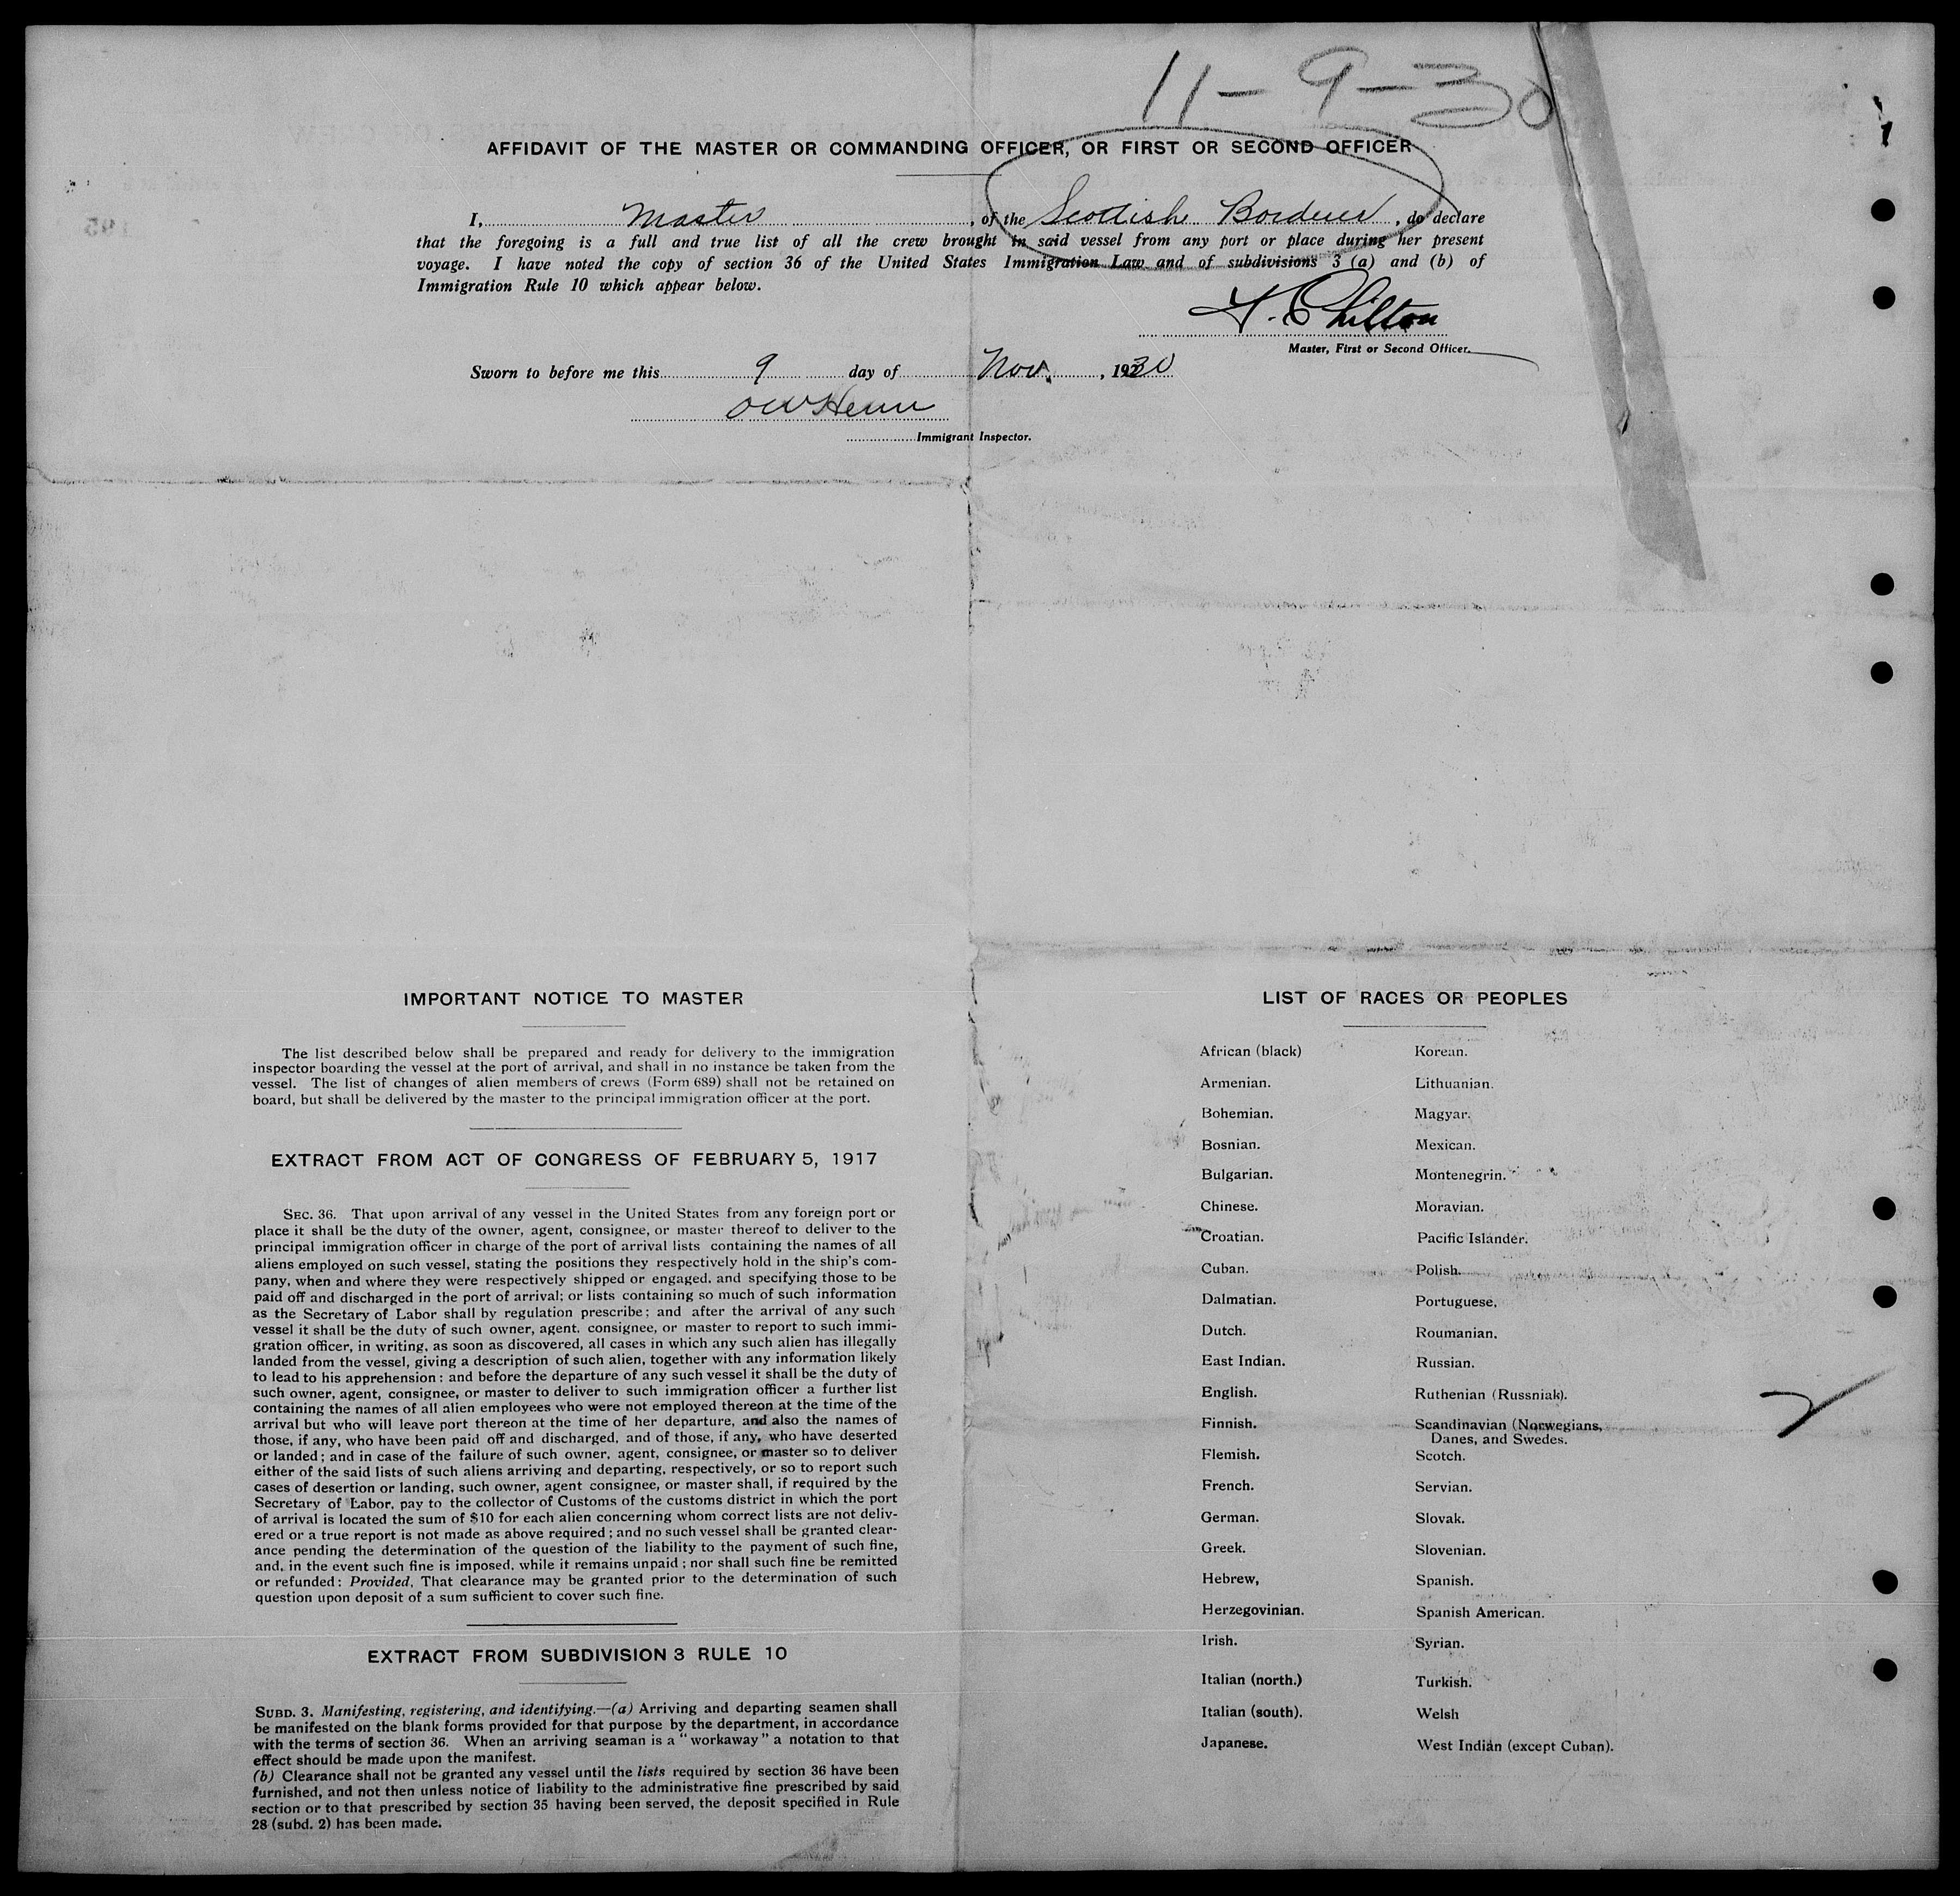 11-9-30
AFFIDAVIT OF THE MASTER OR COMMANDING OFFICER, OR FIRST OR SECOND OFFICER
I, Master, of the Scottish Borderer, do declare
that the foregoing is a full and true list of all the crew brought in said vessel from any port or place during her present
voyage. I have noted the copy of section 36 of the United States Immigration Law and of subdivisions 3 (a) and (b) of
Immigration Rule 10 which appear below.
Chilton
Master, First or Second Officer.
Sworn to before me this 9 day of Nov., 1930
Immigrant Inspector.
IMPORTANT NOTICE TO MASTER
The list described below shall be prepared and ready for delivery to the immigration
inspector boarding the vessel at the port of arrival, and shall in no instance be taken from the
vessel. The list of changes of alien members of crews (Form 689) shall not be retained on
board, but shall be delivered by the master to the principal immigration officer at the port.
EXTRACT FROM ACT OF CONGRESS OF FEBRUARY 5, 1917
SEC. 36. That upon arrival of any vessel in the United States from any foreign port or
place it shall be the duty of the owner, agent, consignee, or master thereof to deliver to the
principal immigration officer in charge of the port of arrival lists containing the names of all
aliens employed on such vessel, stating the positions they respectively hold in the ship's com-
pany, when and where they were respectively shipped or engaged, and specifying those to be
paid off and discharged in the port of arrival; or lists containing so much of such information
as the Secretary of Labor shall by regulation prescribe; and after the arrival of any such
vessel it shall be the duty of such owner, agent, consignee, or master to report to such immi-
gration officer, in writing, as soon as discovered, all cases in which any such alien has illegally
landed from the vessel, giving a description of such alien, together with any information likely
to lead to his apprehension: and before the departure of any such vessel it shall be the duty of
such owner, agent, consignee, or master to deliver to such immigration officer a further list
containing the names of all alien employees who were not employed thereon at the time of the
arrival but who will leave port thereon at the time of her departure, and also the names of
those, if any, who have been paid off and discharged, and of those, if any, who have deserted
or landed; and in case of the failure of such owner, agent, consignee, or master so to deliver
either of the said lists of such aliens arriving and departing, respectively, or so to report such
cases of desertion or landing, such owner, agent consignee, or master shall, if required by the
Secretary of Labor, pay to the collector of Customs of the customs district in which the port
of arrival is located the sum of $10 for each alien concerning whom correct lists are not deliv-
ered or a true report is not made as above required; and no such vessel shall be granted clear-
ance pending the determination of the question of the liability to the payment of such fine,
and, in the event such fine is imposed, while it remains unpaid; nor shall such fine be remitted
or refunded: Provided, That clearance may be granted prior to the determination of such
question upon deposit of a sum sufficient to cover such fine.
EXTRACT FROM SUBDIVISION 3 RULE 10
SUBD. 3. Manifesting, registering, and identifying.—(a) Arriving and departing seamen shall
be manifested on the blank forms provided for that purpose by the department, in accordance
with the terms of section 36. When an arriving seaman is a "workaway" a notation to that
effect should be made upon the manifest.
(b) Clearance shall not be granted any vessel until the lists required by section 36 have been
furnished, and not then unless notice of liability to the administrative fine prescribed by said
section or to that prescribed by section 35 having been served, the deposit specified in Rule
28 (subd. 2) has been made.
LIST OF RACES OR PEOPLES
African (black)
Armenian.
Bohemian.
Bosnian.
Bulgarian.
Chinese.
Croatian.
Cuban.
Dalmatian.
Dutch.
East Indian.
English.
Finnish.
Flemish.
French.
German.
Greek.
Hebrew,
Herzegovinian.
Irish.
Italian (north.)
Italian (south).
Japanese.
Korean.
Lithuanian.
Magyar.
Mexican.
Montenegrin.
Moravian.
Pacific Islander.
Polish.
Portuguese.
Roumanian.
Russian.
Ruthenian (Russniak).
Scandinavian (Norwegians,
Danes, and Swedes.
Scotch.
Servian.
Slovak.
Slovenian.
Spanish.
Spanish American.
Syrian.
Turkish.
Welsh
West Indian (except Cuban).